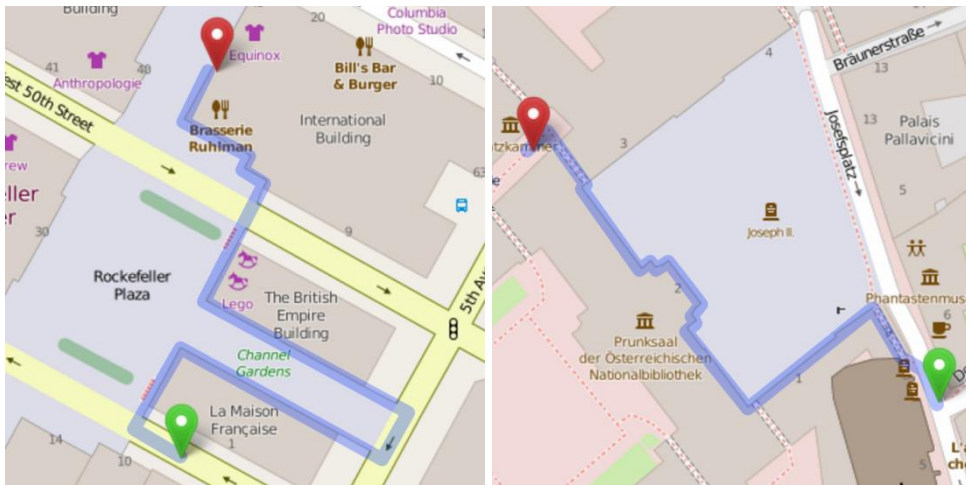 Building
20
Columbia
Photo Studio
Equinox
41
40
Anthropologie
Bill's Bar
& Burger
10
est 50th Street
Brasserie
Ruhlman
International
Building
63
rew
eller
er
30
9
Rockefeller
Plaza
Lego
The British
Empire
Building
5th Av
Channel
Gardens
La Maison
Française
14
1
10
4
Bräunerstraße
13
3
atzkammer
Josefsplatz
13
Palais
Pallavicini
5
Joseph II.
2
Phantastenmus
6
Prunksaal
der Österreichischen
Nationalbibliothek
1
5
L'a
che